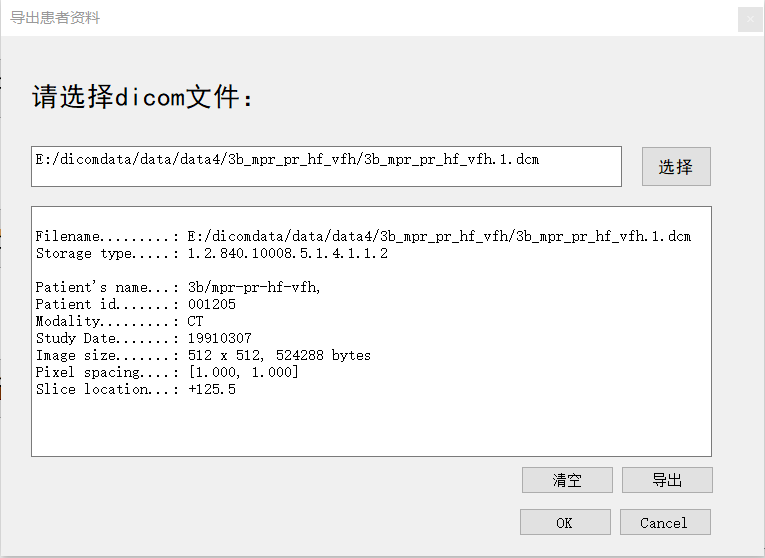 导出患者资料
请选择dicom文件：
E:/dicomdata/data/data4/3b_mpr_pr_hf_vfh/3b_mpr_pr_hf_vfh.1.dcm
选择
Filename.........: E:/dicomdata/data/data4/3b_mpr_pr_hf_vfh/3b_mpr_pr_hf_vfh.1.dcm
Storage type.....: 1.2.840.10008.5.1.4.1.1.2
Patient's name...: 3b/mpr-pr-hf-vfh,
Patient id.......: 001205
Modality.........: CT
Study Date.......: 19910307
Image size.......: 512 x 512, 524288 bytes
Pixel spacing....: [1.000, 1.000]
Slice location...: +125.5
清空 导出
OK Cancel